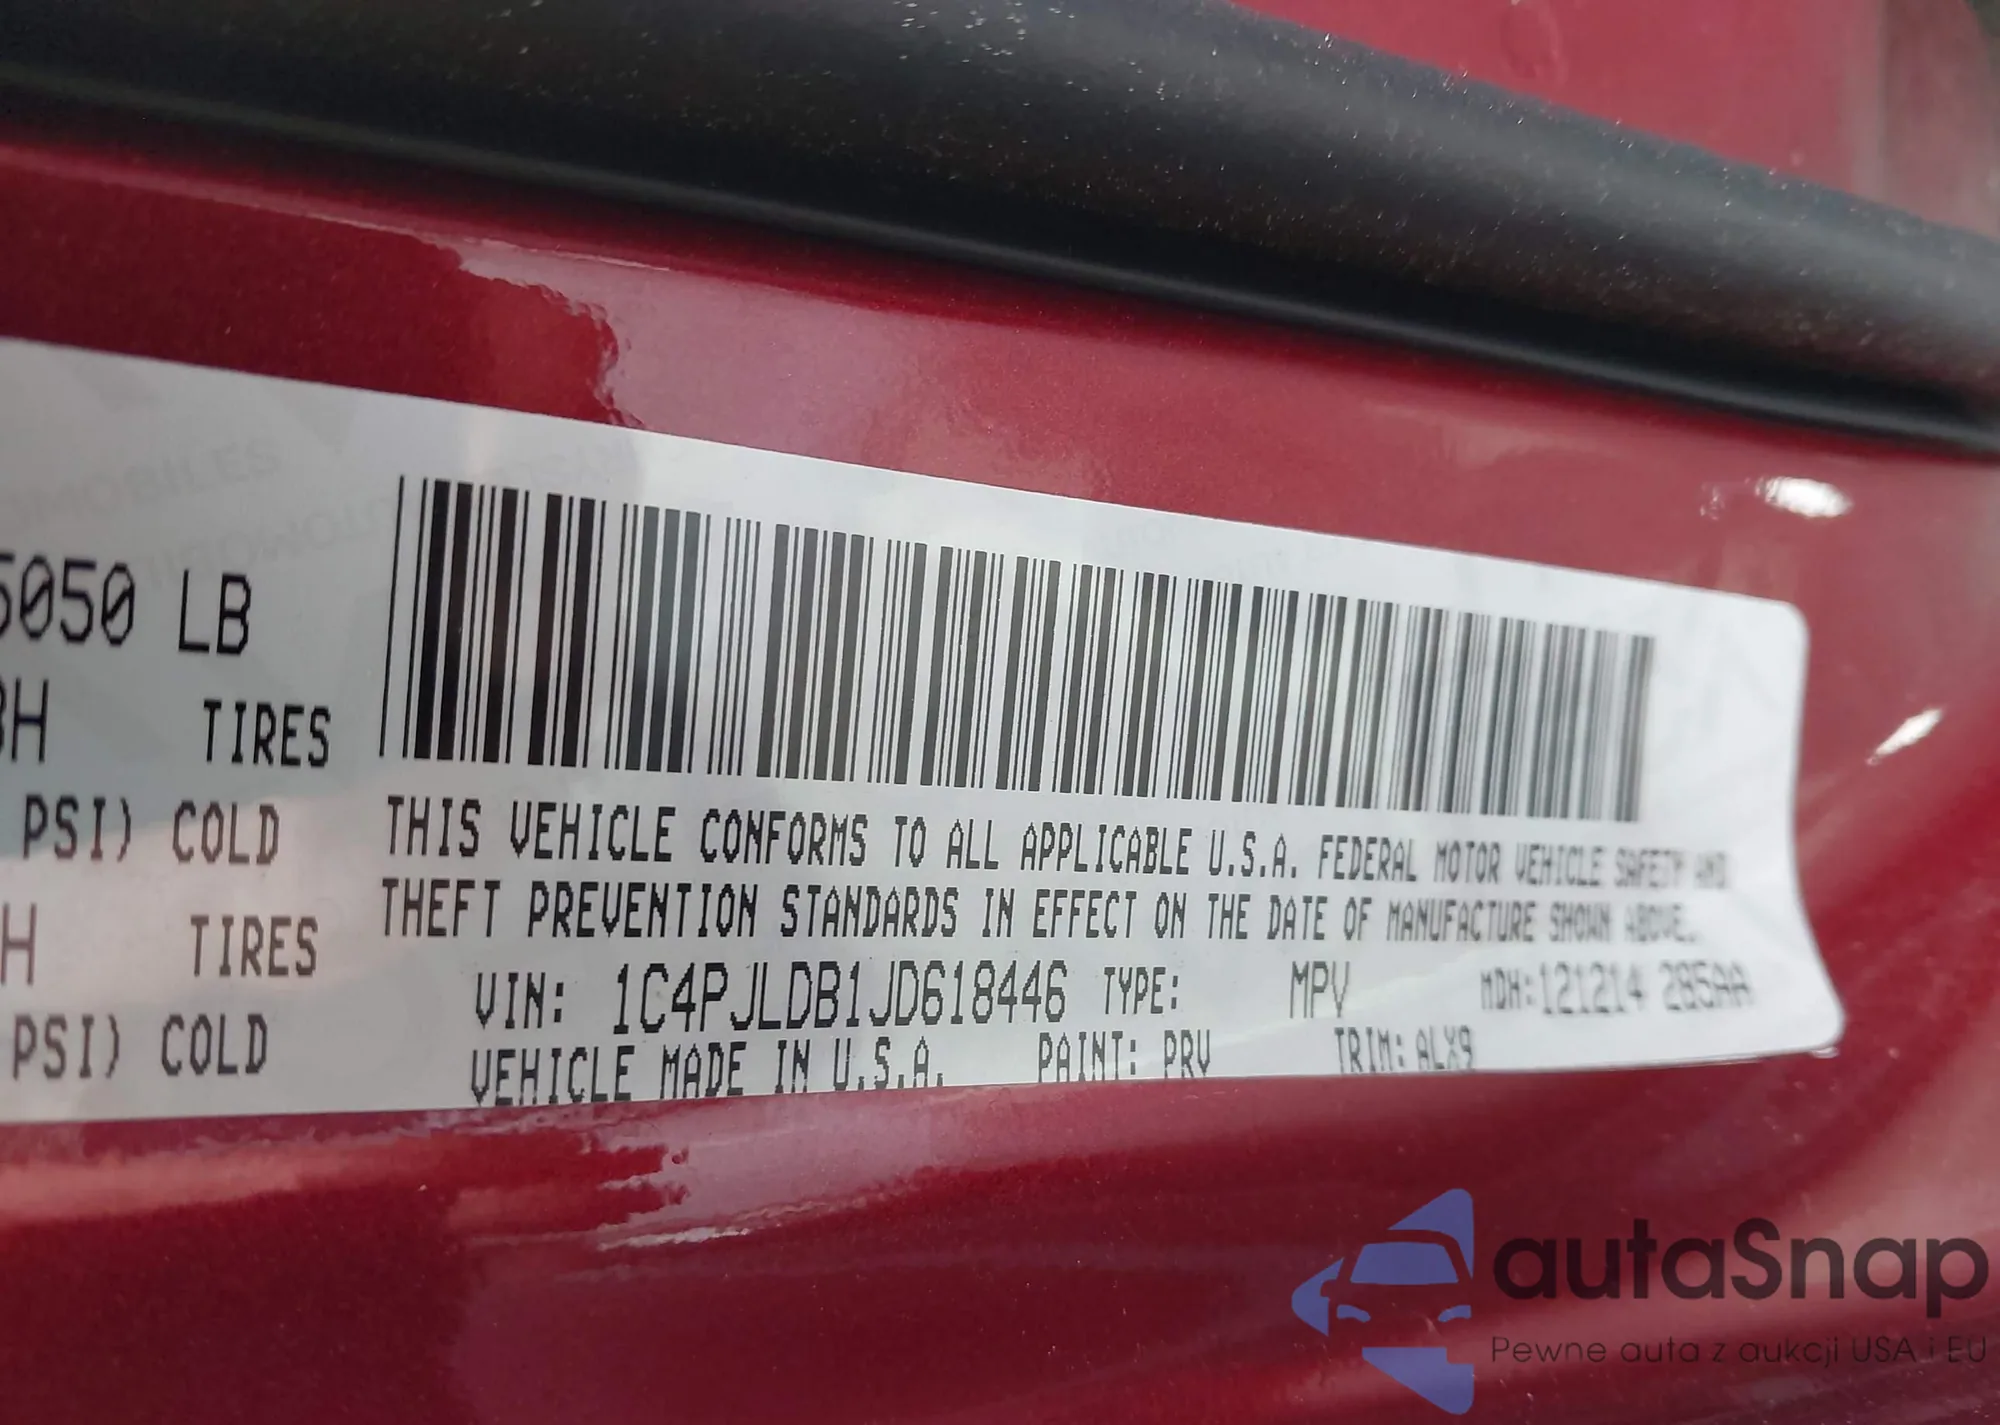 5050 LB
H TIRES
PSI) COLD
H TIRES
PSI) COLD
THIS VEHICLE CONFORMS TO ALL APPLICABLE U.S.A. FEDERAL MOTOR VEHICLE SAFETY AND
THEFT PREVENTION STANDARDS IN EFFECT ON THE DATE OF MANUFACTURE SHOWN ABOVE.
VIN: 1C4PJLDB1JD618446 TYPE: MPV MDH:121214 285AA
VEHICLE MADE IN U.S.A. PAINT: PRV TRIM: ALX9
autaSnap
Pewne auta z aukcji USA i EU